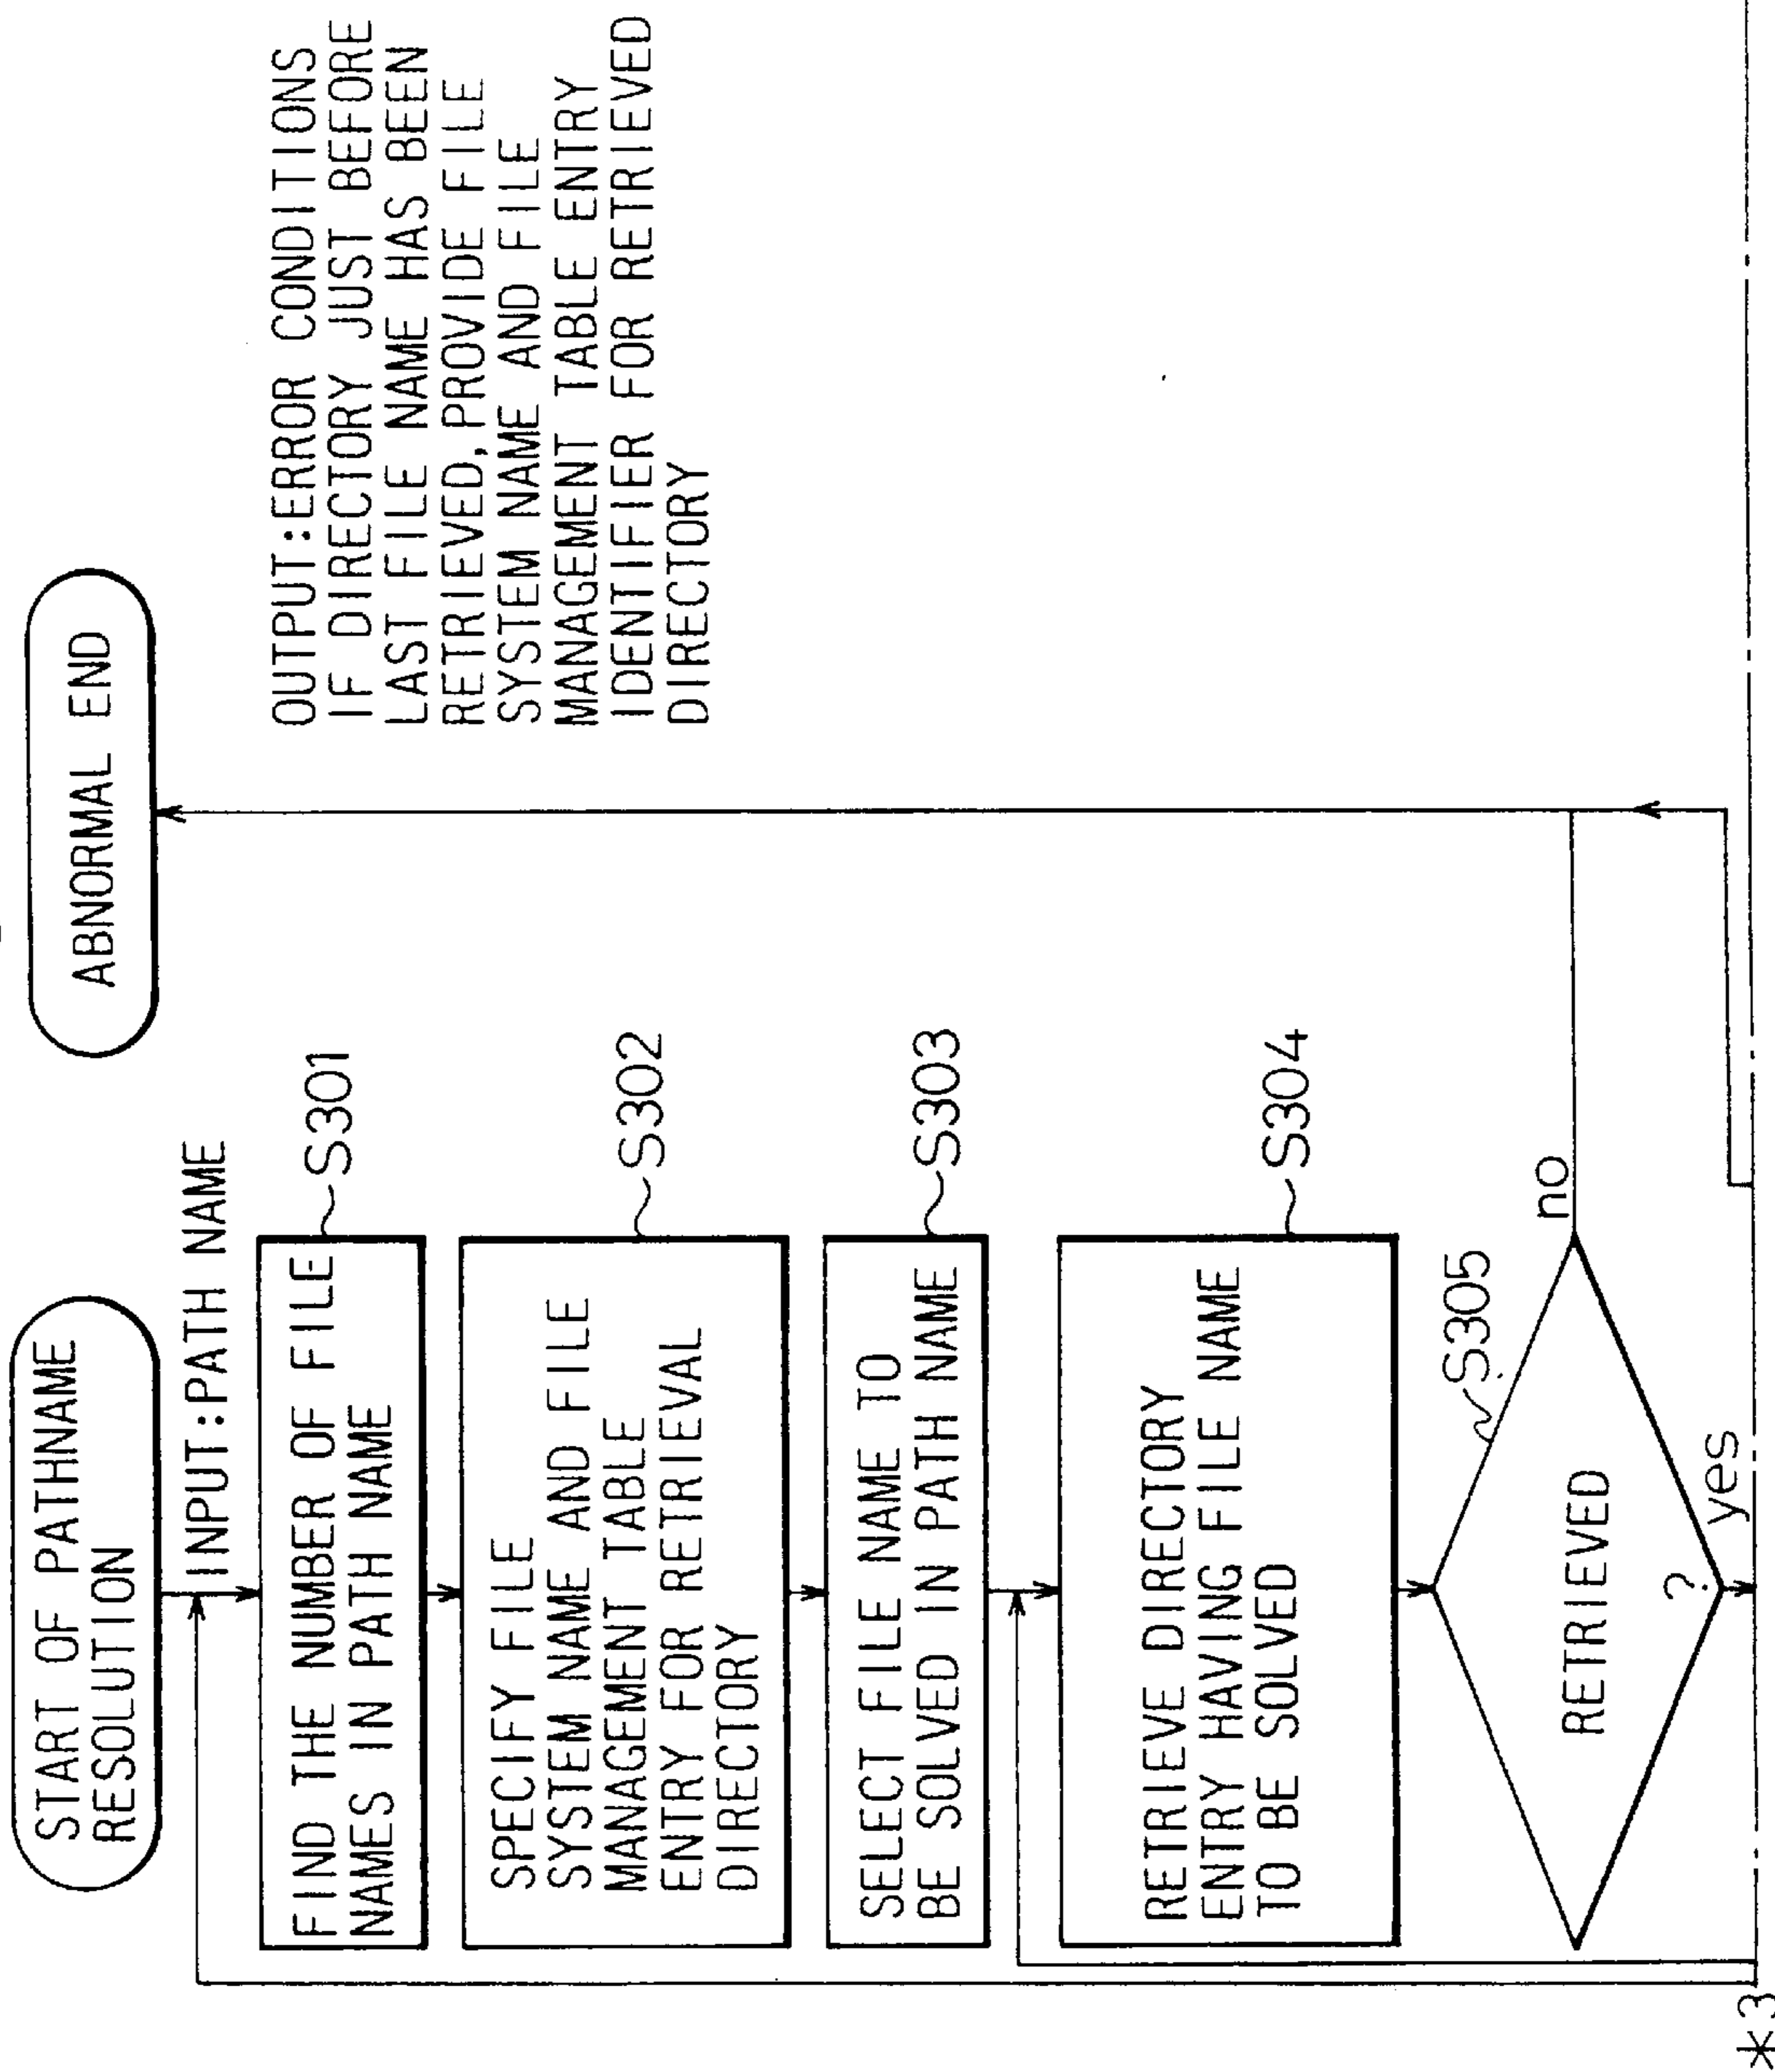 START OF PATHNAME
RESOLUTION
INPUT:PATH NAME
FIND THE NUMBER OF FILE
NAMES IN PATH NAME
S301
SPECIFY FILE
SYSTEM NAME AND FILE
MANAGEMENT TABLE
ENTRY FOR RETRIEVAL
DIRECTORY
S302
SELECT FILE NAME TO
BE SOLVED IN PATH NAME
S303
RETRIEVE DIRECTORY
ENTRY HAVING FILE NAME
TO BE SOLVED
S304
S305
RETRIEVED
?
no
yes
*3
ABNORMAL END
OUTPUT:ERROR CONDITIONS
IF DIRECTORY JUST BEFORE
LAST FILE NAME HAS BEEN
RETRIEVED,PROVIDE FILE
SYSTEM NAME AND FILE
MANAGEMENT TABLE ENTRY
IDENTIFIER FOR RETRIEVED
DIRECTORY